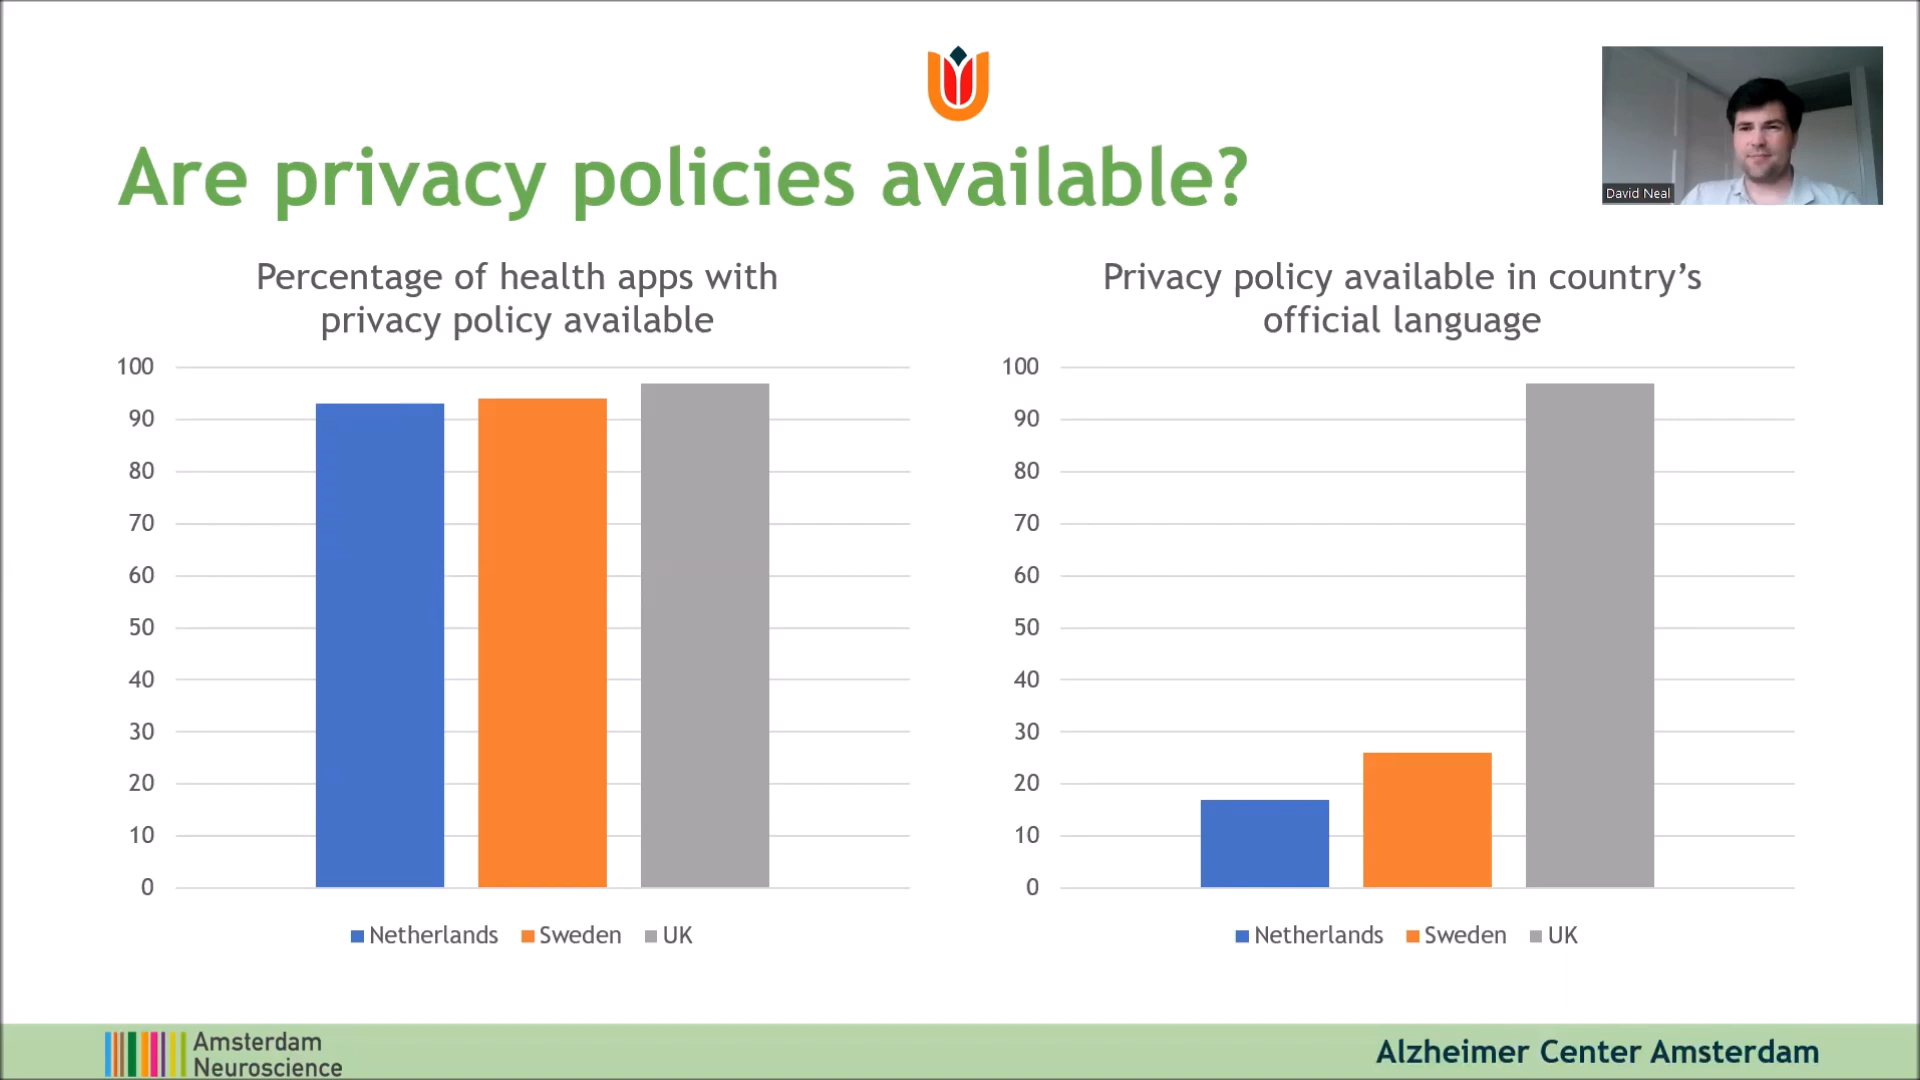 Are privacy policies available?
David Neal
Percentage of health apps with
privacy policy available
100
90
80
70
60
50
40
30
20
10
0
Netherlands Sweden UK
Privacy policy available in country’s
official language
100
90
80
70
60
50
40
30
20
10
0
Netherlands Sweden UK
Amsterdam
Neuroscience
Alzheimer Center Amsterdam